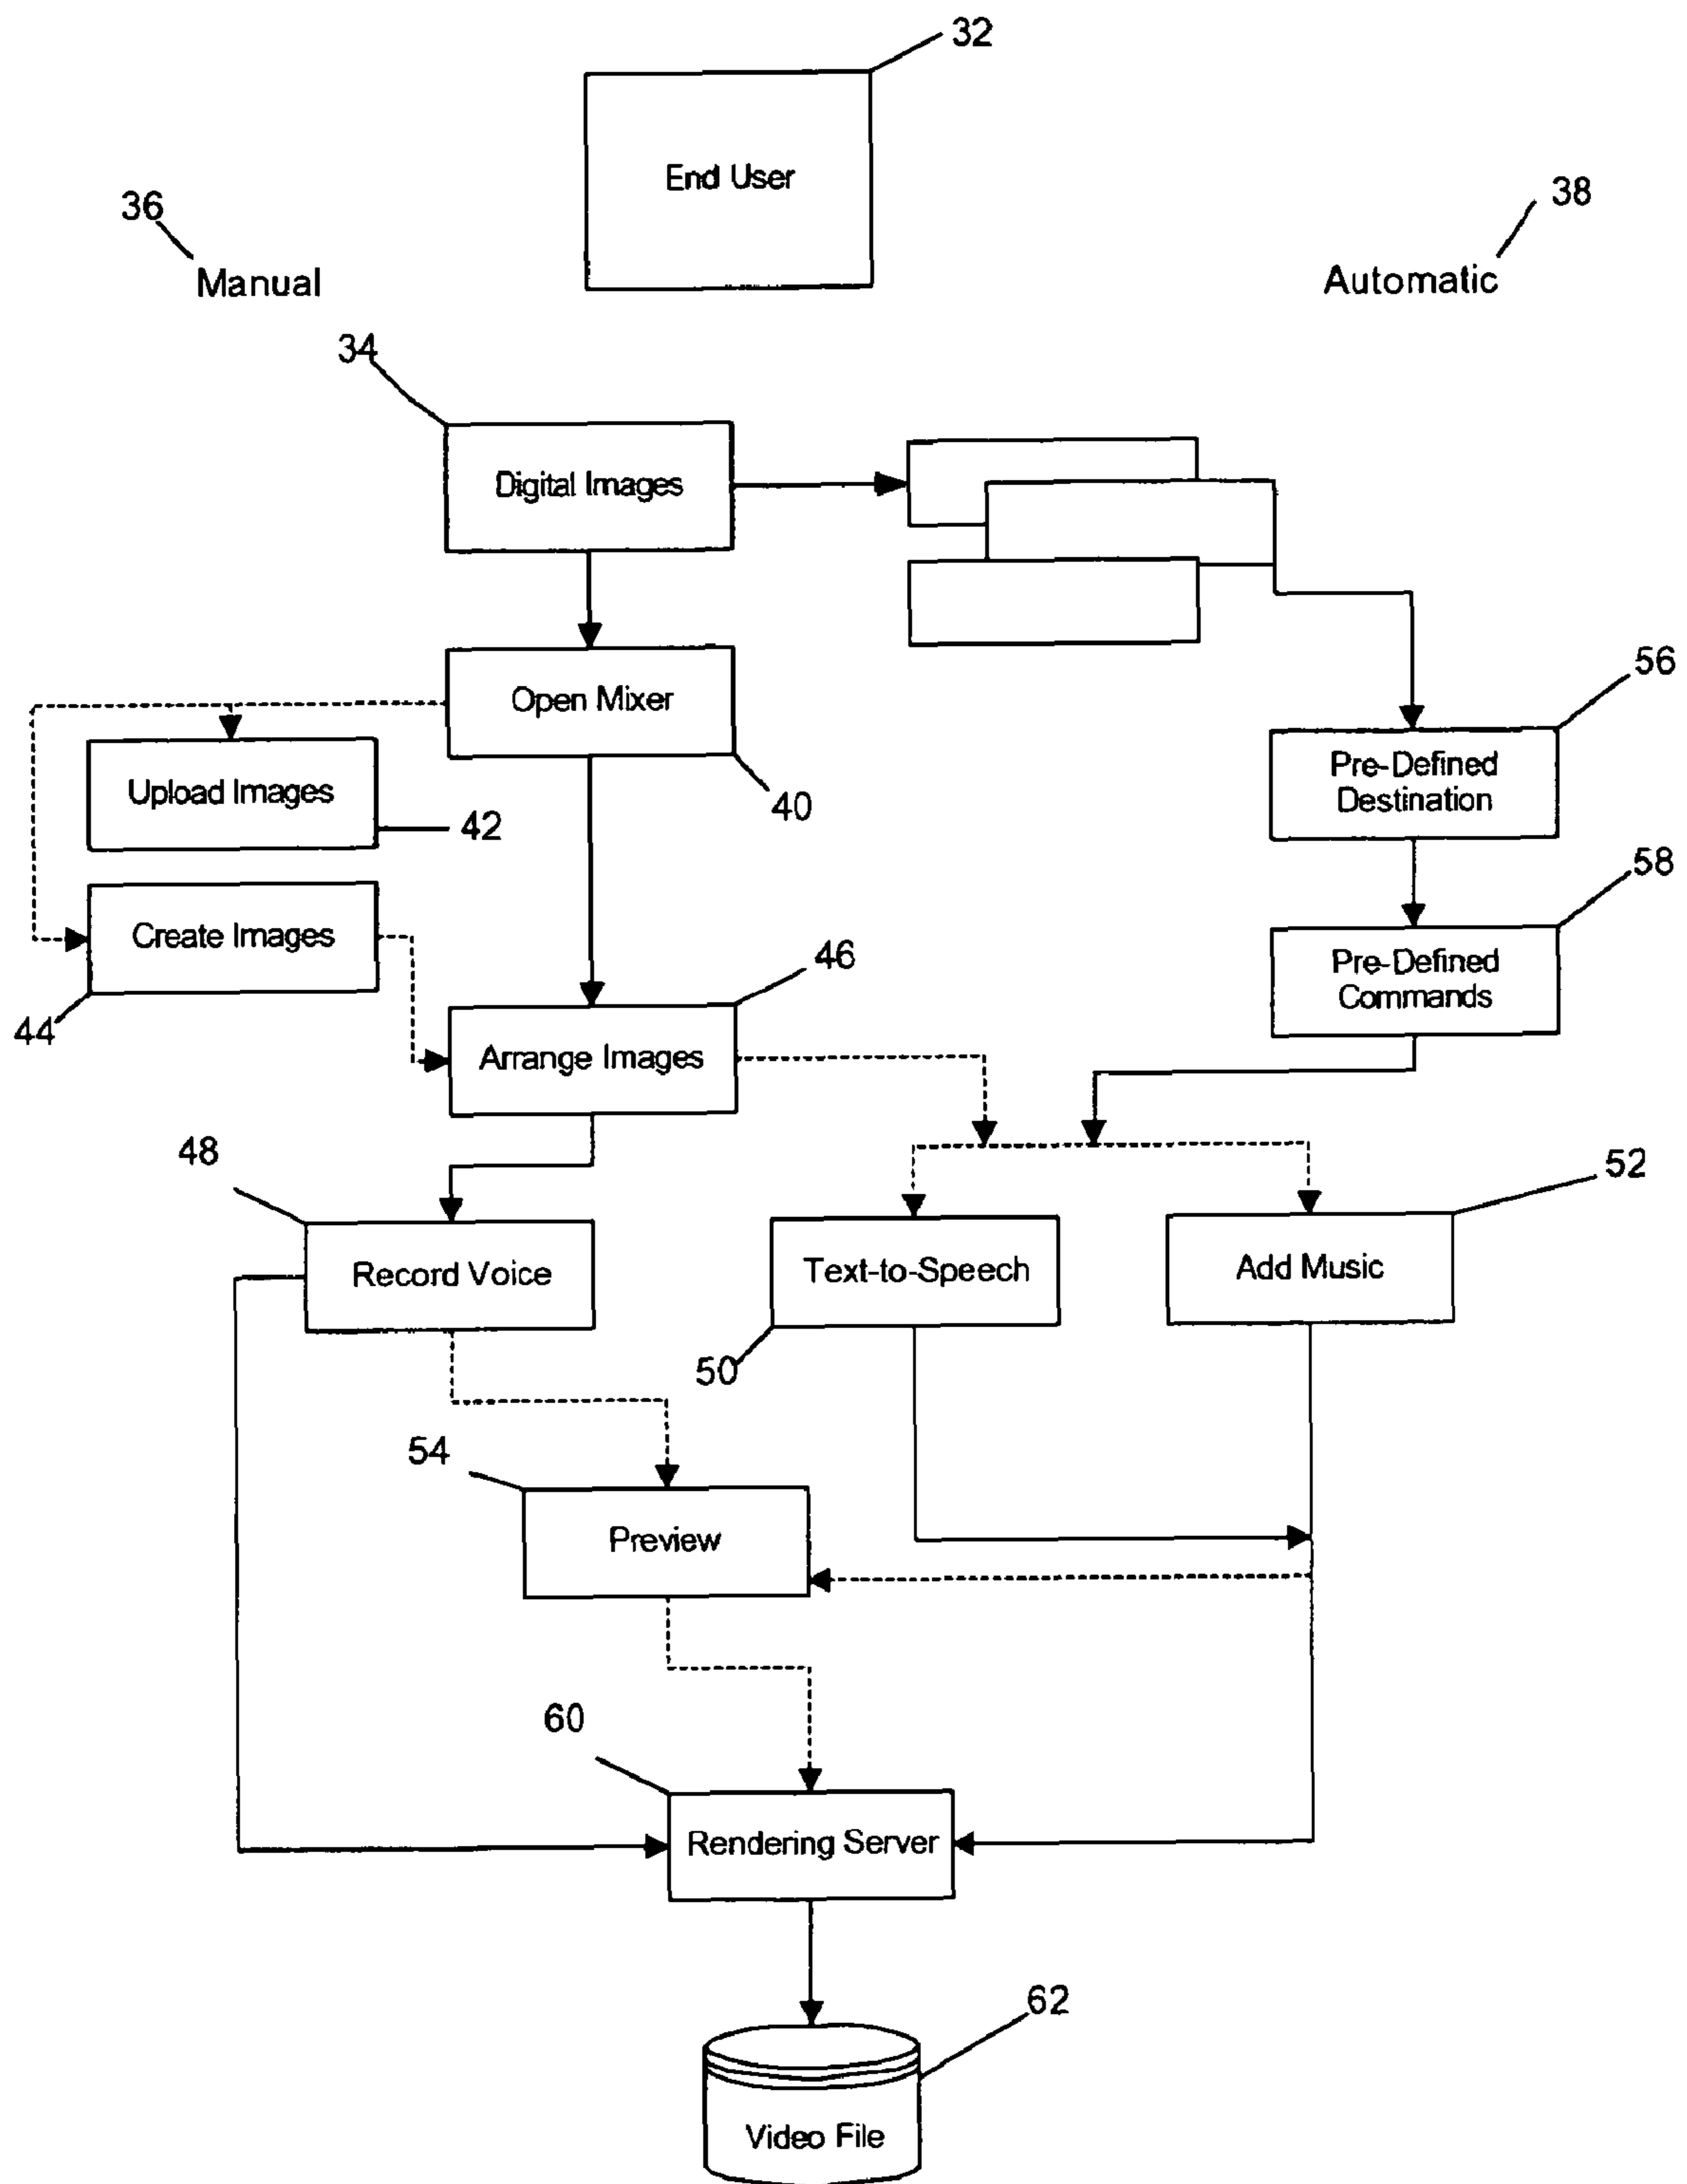 32
End User
36
Manual
38
Automatic
34
Digital Images
Open Mixer
40
56
Pre-Defined
Destination
Upload Images
42
58
Pre-Defined
Commands
Create Images
44
46
Arrange Images
48
Record Voice
Text-to-Speech
50
52
Add Music
54
Preview
60
Rendering Server
62
Video File